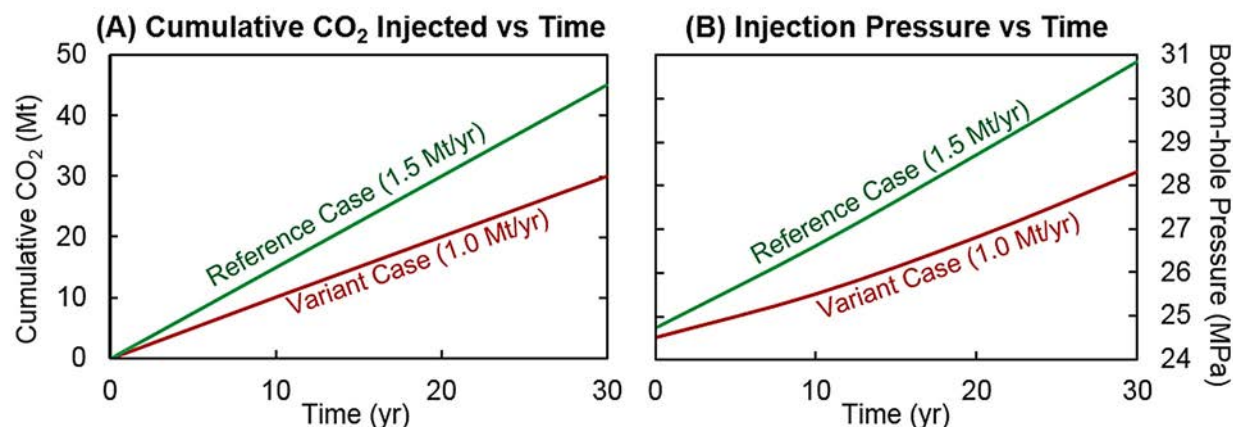 (A) Cumulative CO₂ Injected vs Time
50
40
30
20
10
0
Cumulative CO₂ (Mt)
Reference Case (1.5 Mt/yr)
Variant Case (1.0 Mt/yr)
0 10 20 30
Time (yr)
(B) Injection Pressure vs Time
31
30
29
28
27
26
25
24
Bottom-hole Pressure (MPa)
Reference Case (1.5 Mt/yr)
Variant Case (1.0 Mt/yr)
0 10 20 30
Time (yr)